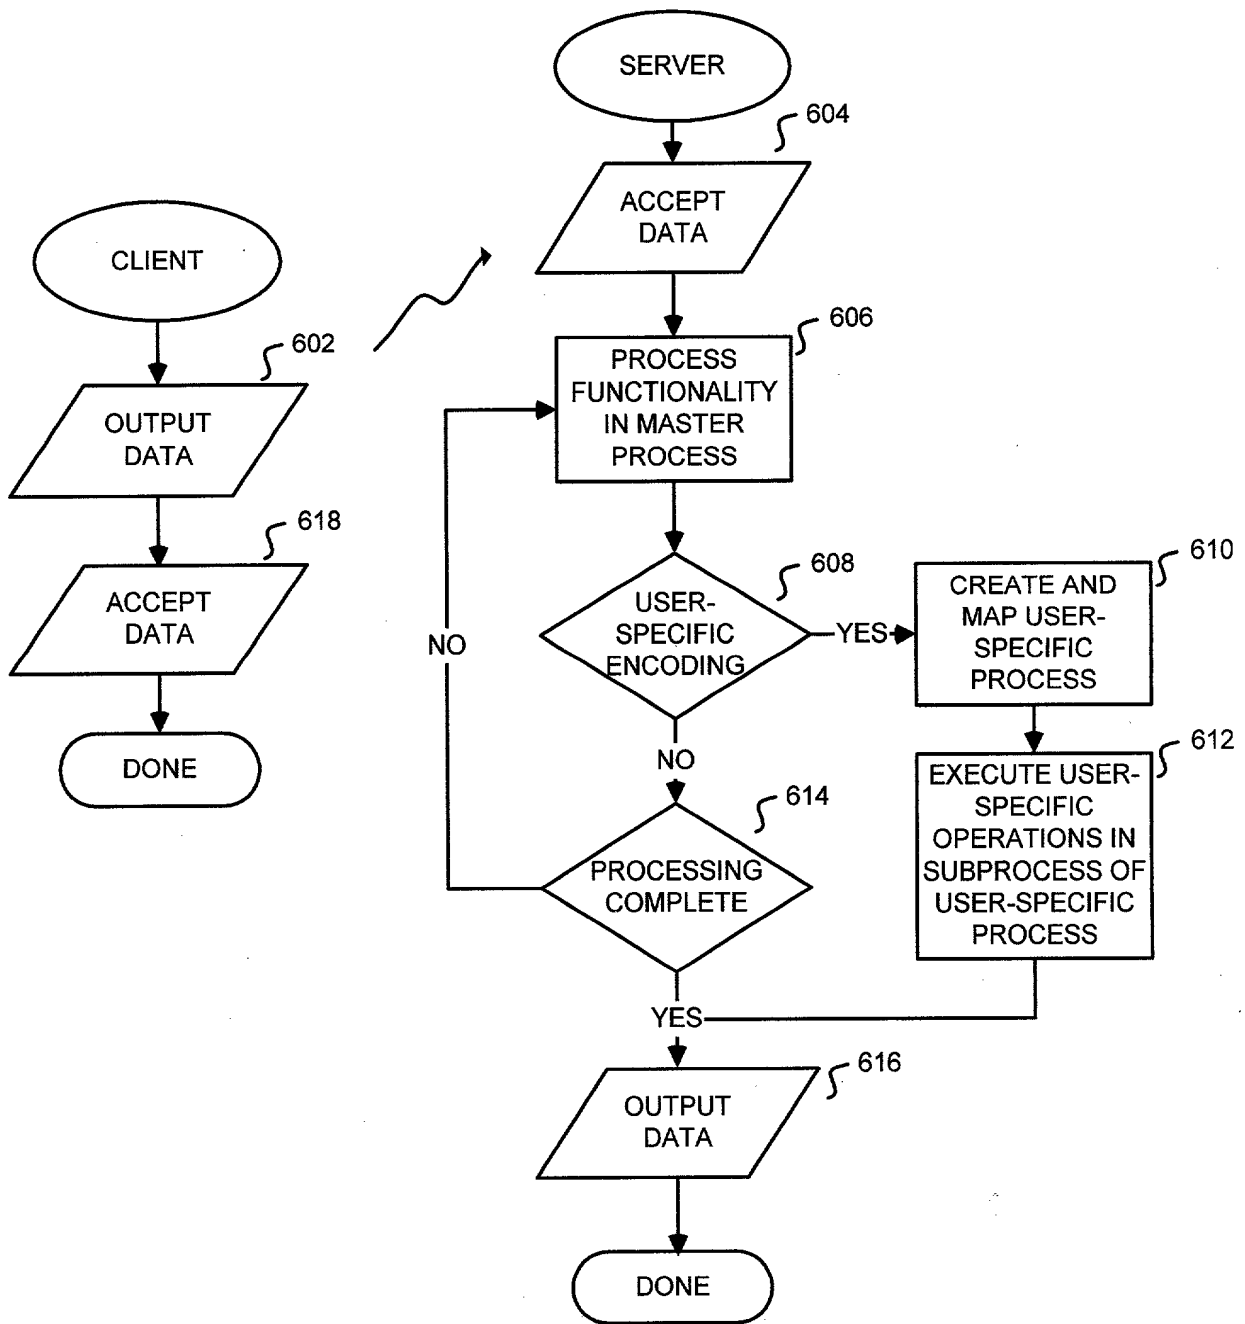 CLIENT
602
OUTPUT
DATA
618
ACCEPT
DATA
DONE
SERVER
604
ACCEPT
DATA
606
PROCESS
FUNCTIONALITY
IN MASTER
PROCESS
608
USER-
SPECIFIC
ENCODING
YES
610
CREATE AND
MAP USER-
SPECIFIC
PROCESS
612
EXECUTE USER-
SPECIFIC
OPERATIONS IN
SUBPROCESS OF
USER-SPECIFIC
PROCESS
NO
614
PROCESSING
COMPLETE
NO
YES
616
OUTPUT
DATA
DONE